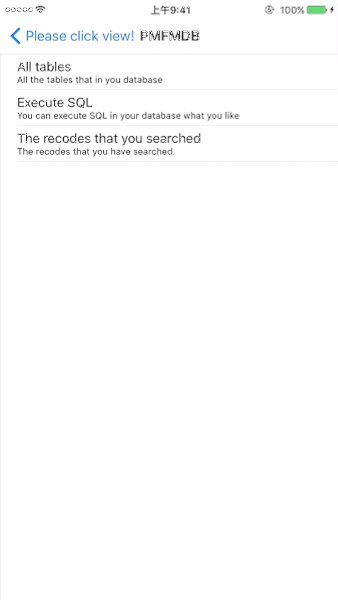 上午9:41
100%
Please click view! PMFMDB
All tables
All the tables that in you database
Execute SQL
You can execute SQL in your database what you like
The recodes that you searched
The recodes that you have searched.